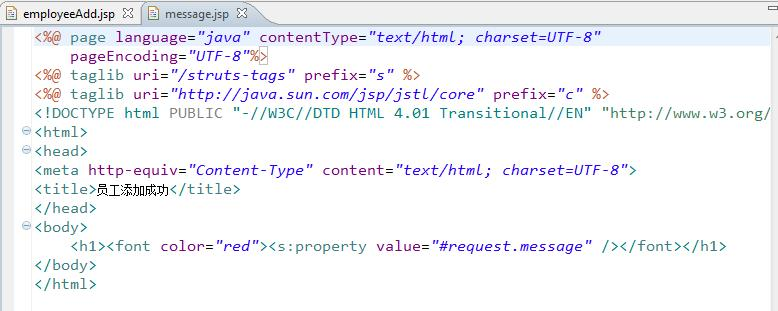 employeeAdd.jsp message.jsp
<%@ page language="java" contentType="text/html; charset=UTF-8"
pageEncoding="UTF-8"%>
<%@ taglib uri="/struts-tags" prefix="s" %>
<%@ taglib uri="http://java.sun.com/jsp/jstl/core" prefix="c" %>
<!DOCTYPE html PUBLIC "-//W3C//DTD HTML 4.01 Transitional//EN" "http://www.w3.org/
<html>
<head>
<meta http-equiv="Content-Type" content="text/html; charset=UTF-8">
<title>员工添加成功</title>
</head>
<body>
<h1><font color="red"><s:property value="#request.message" /></font></h1>
</body>
</html>